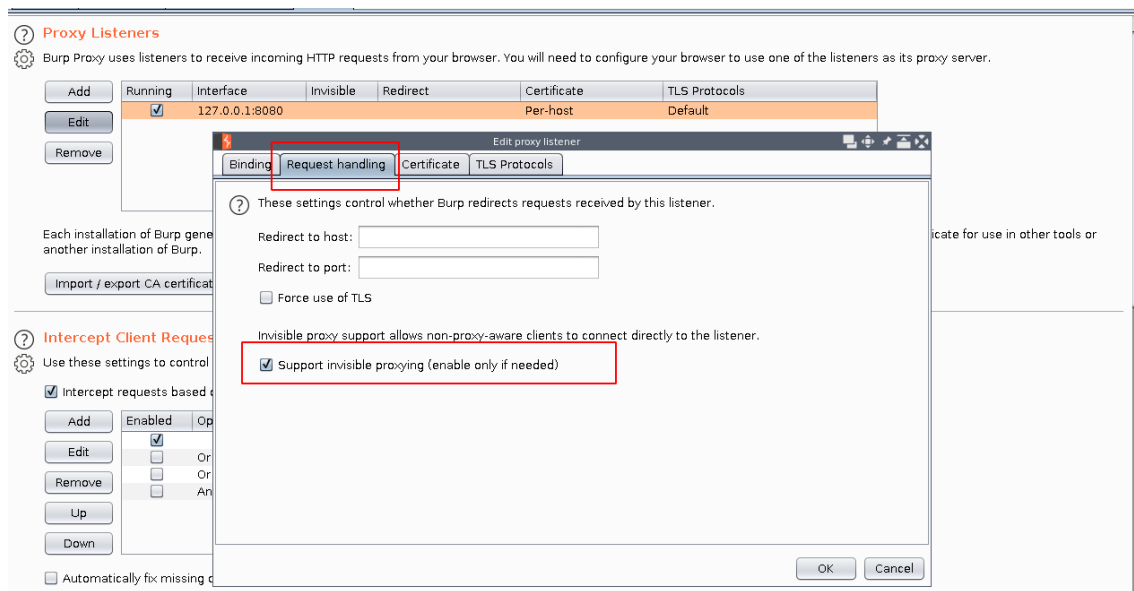 Proxy Listeners
Burp Proxy uses listeners to receive incoming HTTP requests from your browser. You will need to configure your browser to use one of the listeners as its proxy server.
Add
Running Interface Invisible Redirect Certificate TLS Protocols
127.0.0.1:8080 Per-host Default
Edit
Remove
Edit proxy listener
Binding Request handling Certificate TLS Protocols
These settings control whether Burp redirects requests received by this listener.
Redirect to host:
Redirect to port:
Force use of TLS
Invisible proxy support allows non-proxy-aware clients to connect directly to the listener.
Support invisible proxying (enable only if needed)
OK Cancel
Each installation of Burp gene
icate for use in other tools or
another installation of Burp.
Import / export CA certificat
Intercept Client Reques
Use these settings to control
Intercept requests based
Add
Enabled Op
Edit
Or
Remove
Or
An
Up
Down
Automatically fix missing